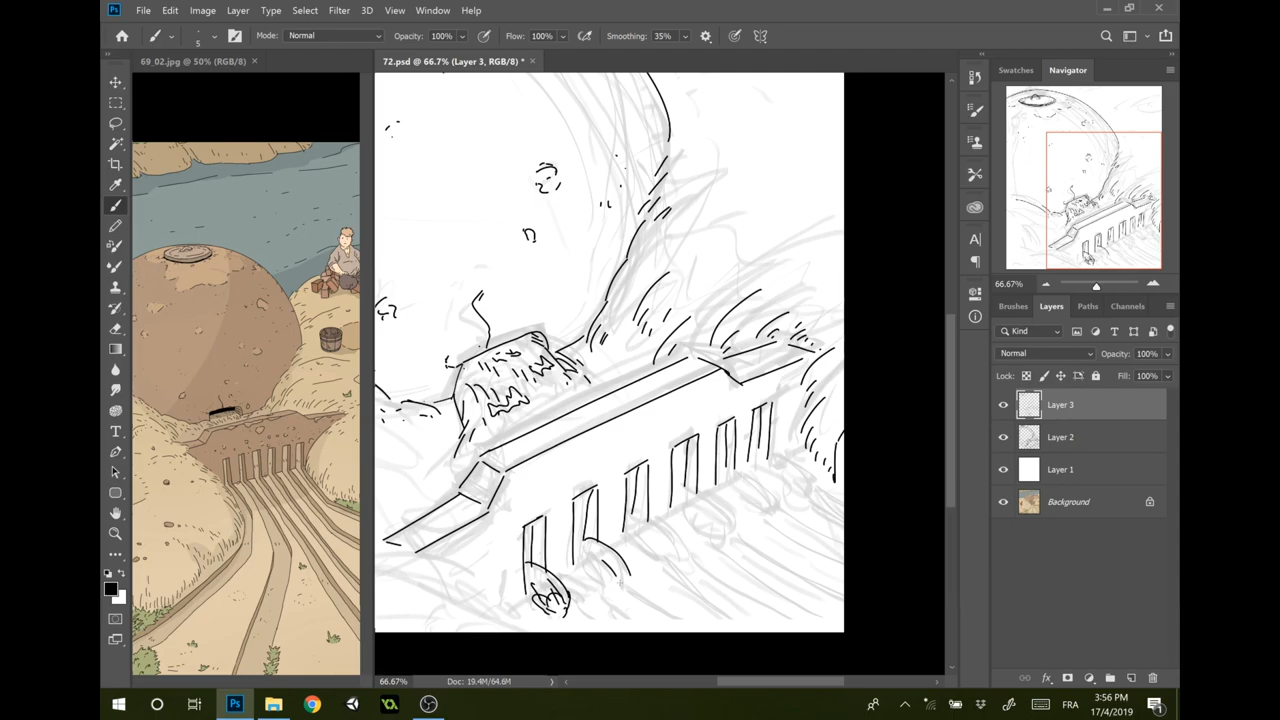 Ps File Edit Image Layer Type Select Filter 3D View Window Help
5 Mode: Normal Opacity: 100% Flow: 100% Smoothing: 35%
69_02.jpg @ 50% (RGB/8) × 72.psd @ 66.7% (Layer 3, RGB/8) * ×
Swatches Navigator
66.67%
Brushes Layers Paths Channels
Kind
Normal Opacity: 100%
Lock: Fill: 100%
Layer 3
Layer 2
Layer 1
Background
66.67% Doc: 19.4M/64.6M
FRA
3:56 PM
17/4/2019
1